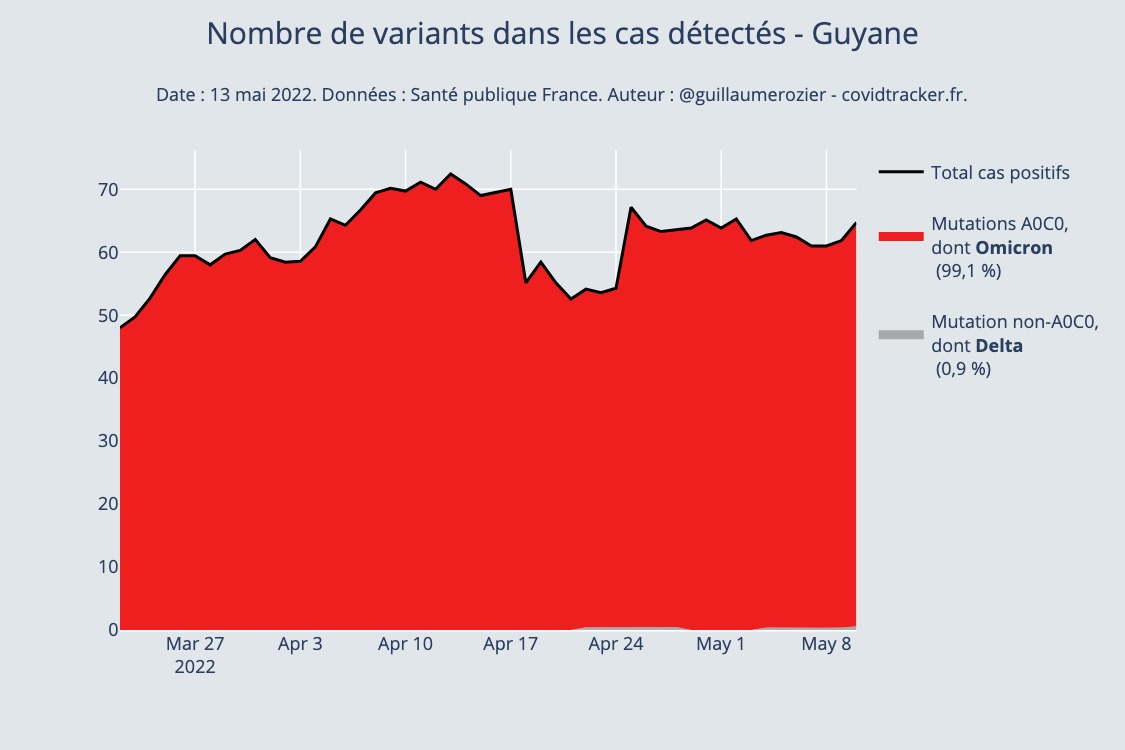 Nombre de variants dans les cas détectés - Guyane
Date : 13 mai 2022. Données : Santé publique France. Auteur : @guillaumerozier - covidtracker.fr.
70
60
50
40
30
20
10
0
Mar 27
2022
Apr 3
Apr 10
Apr 17
Apr 24
May 1
May 8
Total cas positifs
Mutations A0C0,
dont Omicron
(99,1 %)
Mutation non-A0C0,
dont Delta
(0,9 %)